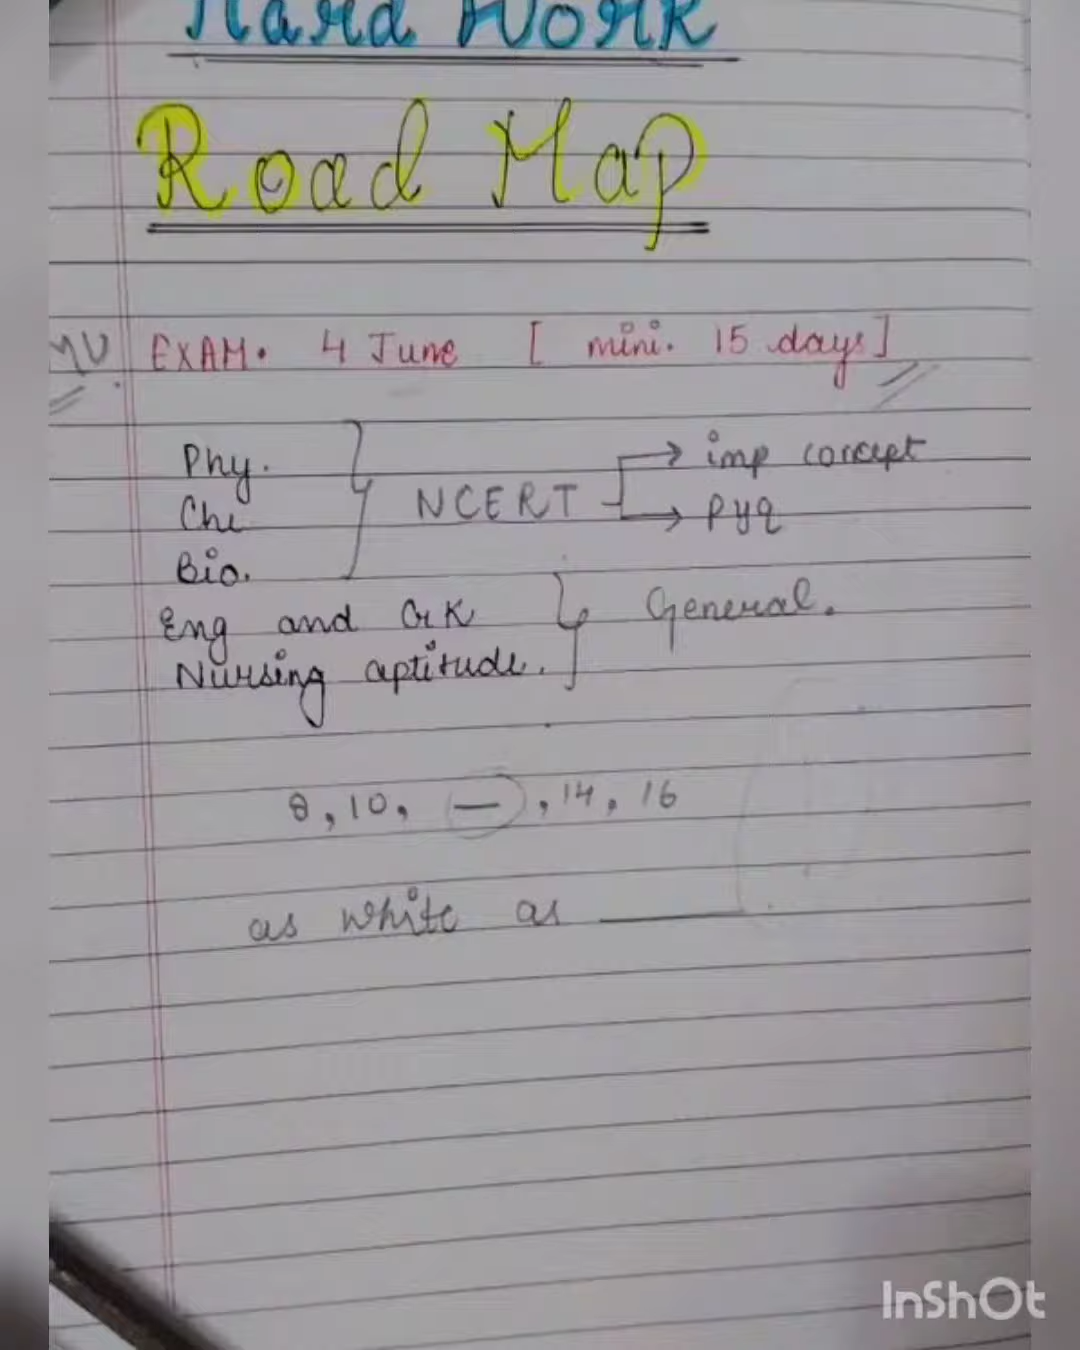 Hard Work
Road Map
EXAM. 4 June [ mini. 15 days ]
Phy.
Che
Bio.
NCERT
→ imp concept
→ PYQ
Eng and GK
Nursing aptitude.
General.
8, 10, —, 14, 16
as white as ———
InShOt